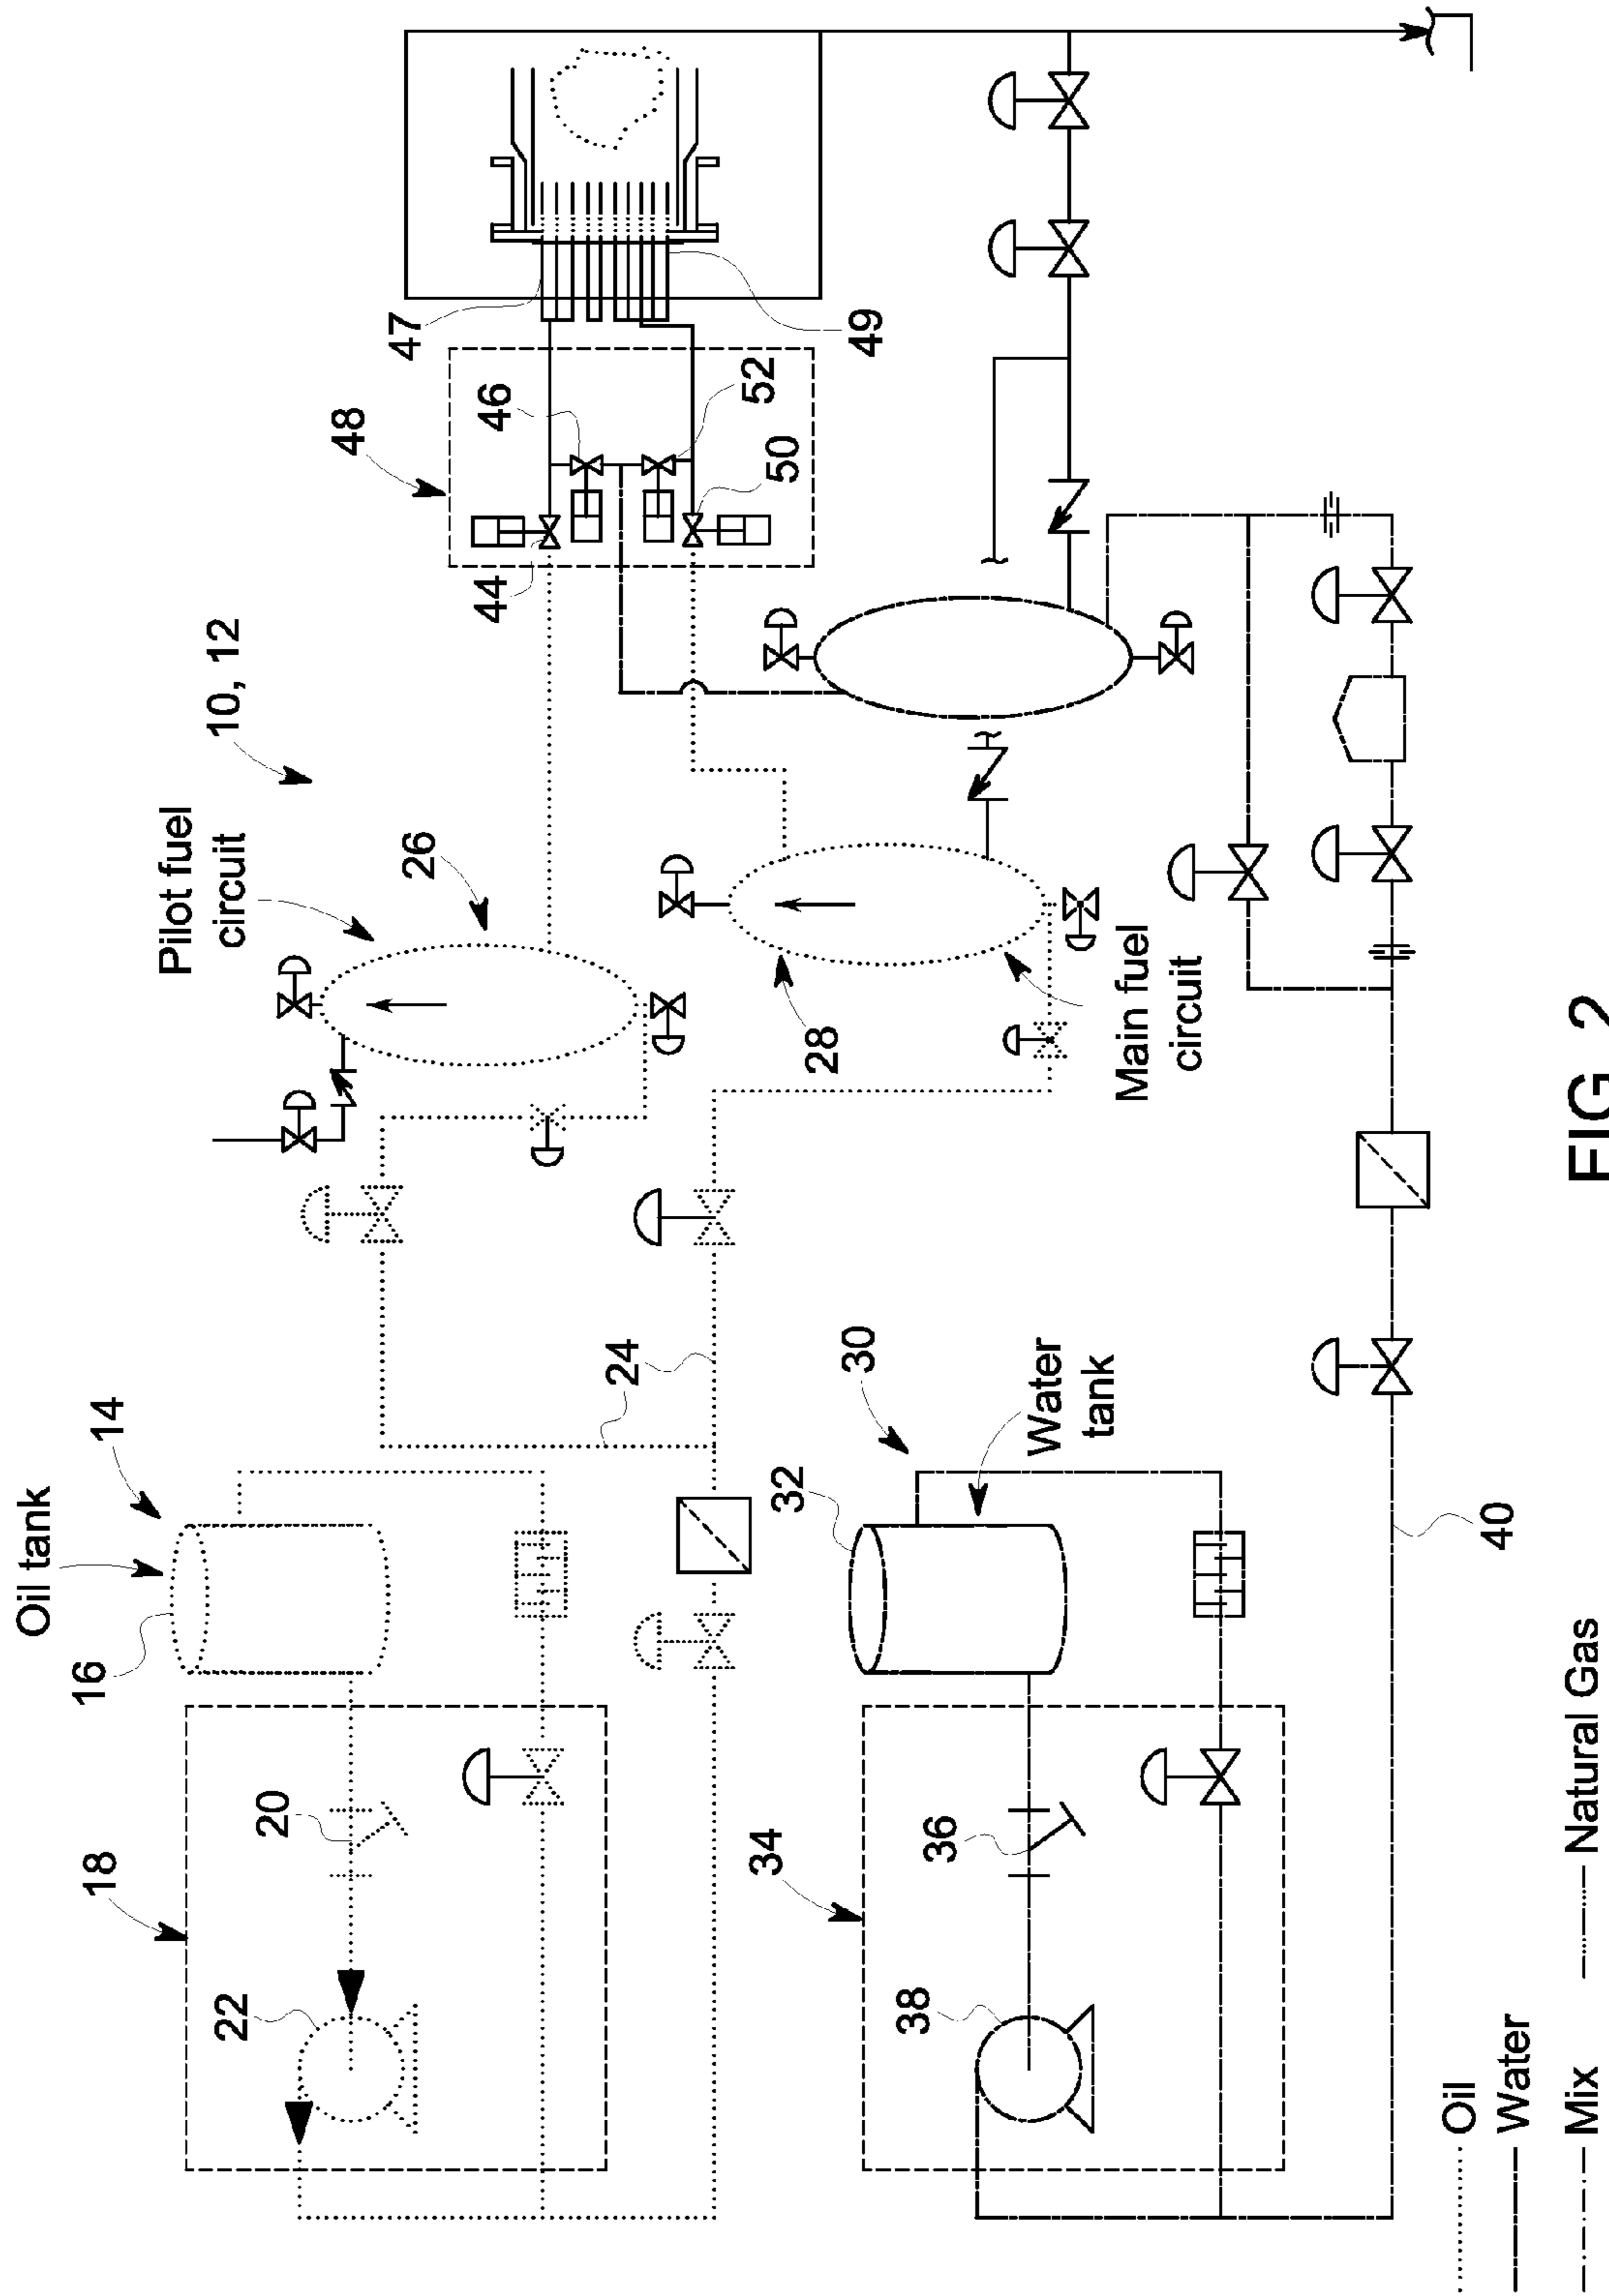 Oil tank
14
16
18
20
22
24
Pilot fuel
circuit
26
10, 12
28
Main fuel
circuit
48
44
46
47
49
52
50
30
32
Water
tank
34
36
38
40
Oil
Water
Mix
Natural Gas
FIG. 2